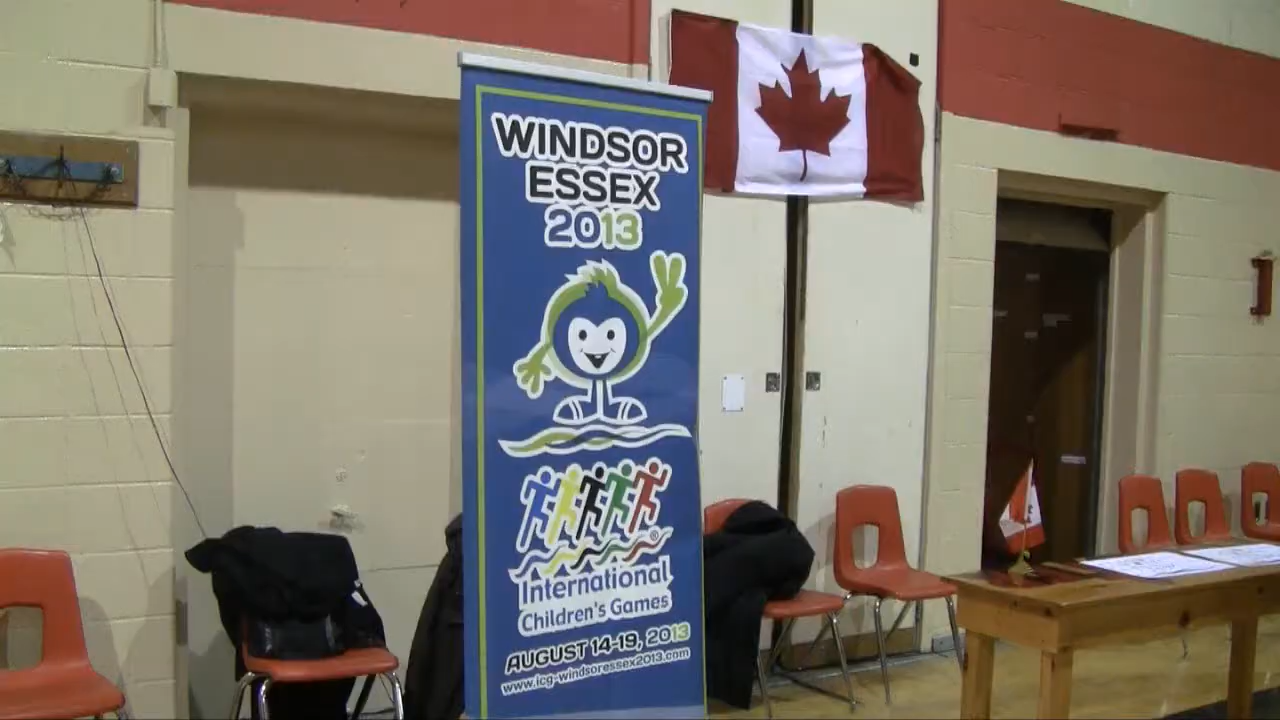 WINDSOR
ESSEX
2013
®
International
Children's Games
AUGUST 14-19, 2013
www.icg-windsoressex2013.com